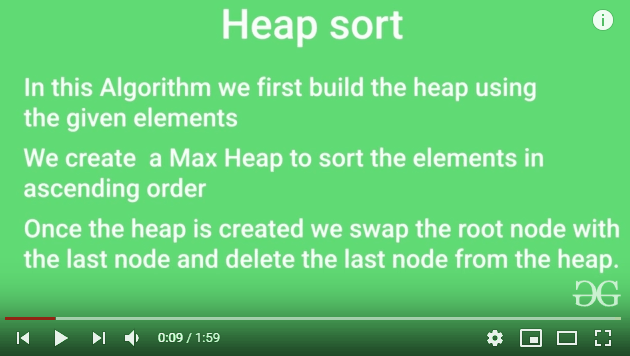 Heap sort
In this Algorithm we first build the heap using
the given elements
We create a Max Heap to sort the elements in
ascending order
Once the heap is created we swap the root node with
the last node and delete the last node from the heap.
GG
0:09 / 1:59